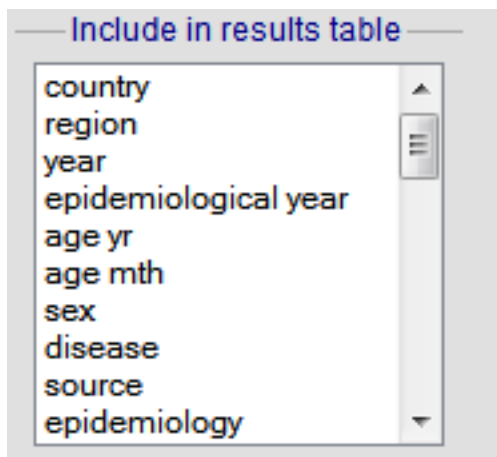 Include in results table
country
region
year
epidemiological year
age yr
age mth
sex
disease
source
epidemiology